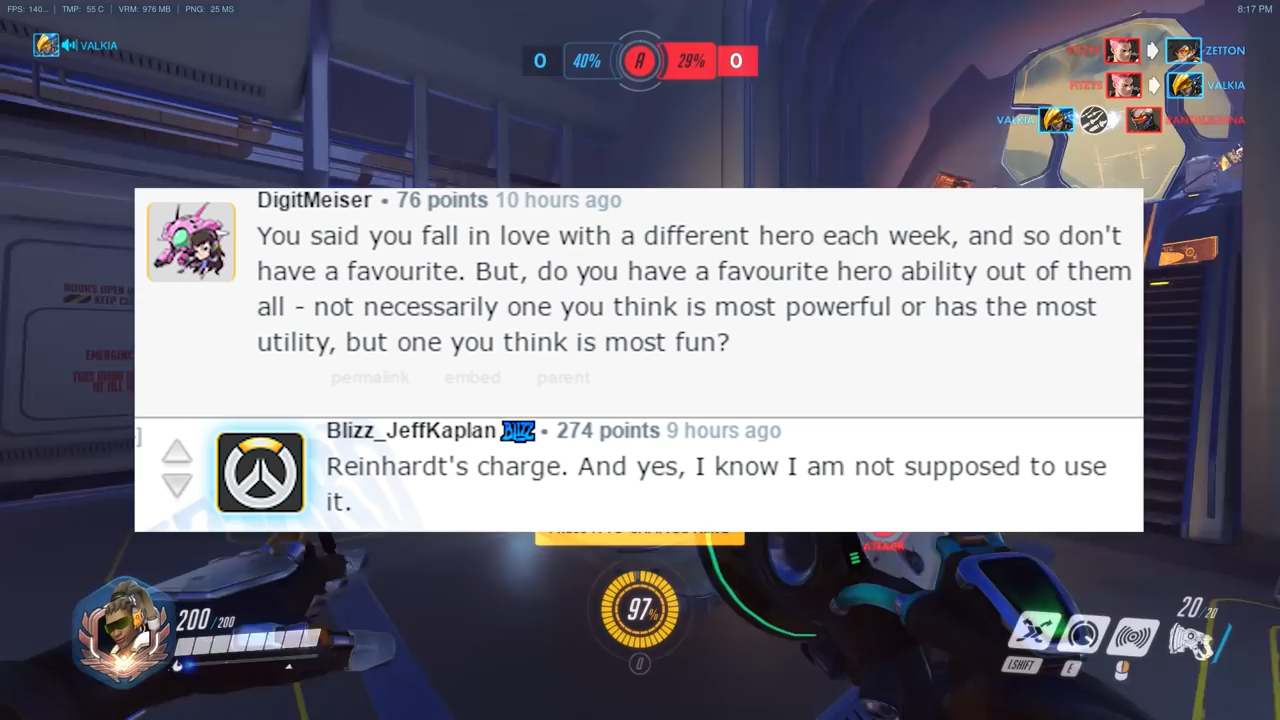 FPS: 140... | TMP: 55 C | VRM: 976 MB | PNG: 25 MS
8:17 PM
VALKIA
0 40% A 29% 0
ZETTON
VALKIA
VALKIA
DigitMeiser • 76 points 10 hours ago
You said you fall in love with a different hero each week, and so don't
have a favourite. But, do you have a favourite hero ability out of them
all - not necessarily one you think is most powerful or has the most
utility, but one you think is most fun?
permalink embed parent
Blizz_JeffKaplan BLIZZ • 274 points 9 hours ago
Reinhardt's charge. And yes, I know I am not supposed to use
it.
ATTACK
200/200
97%
Q
20/20
LSHIFT
E